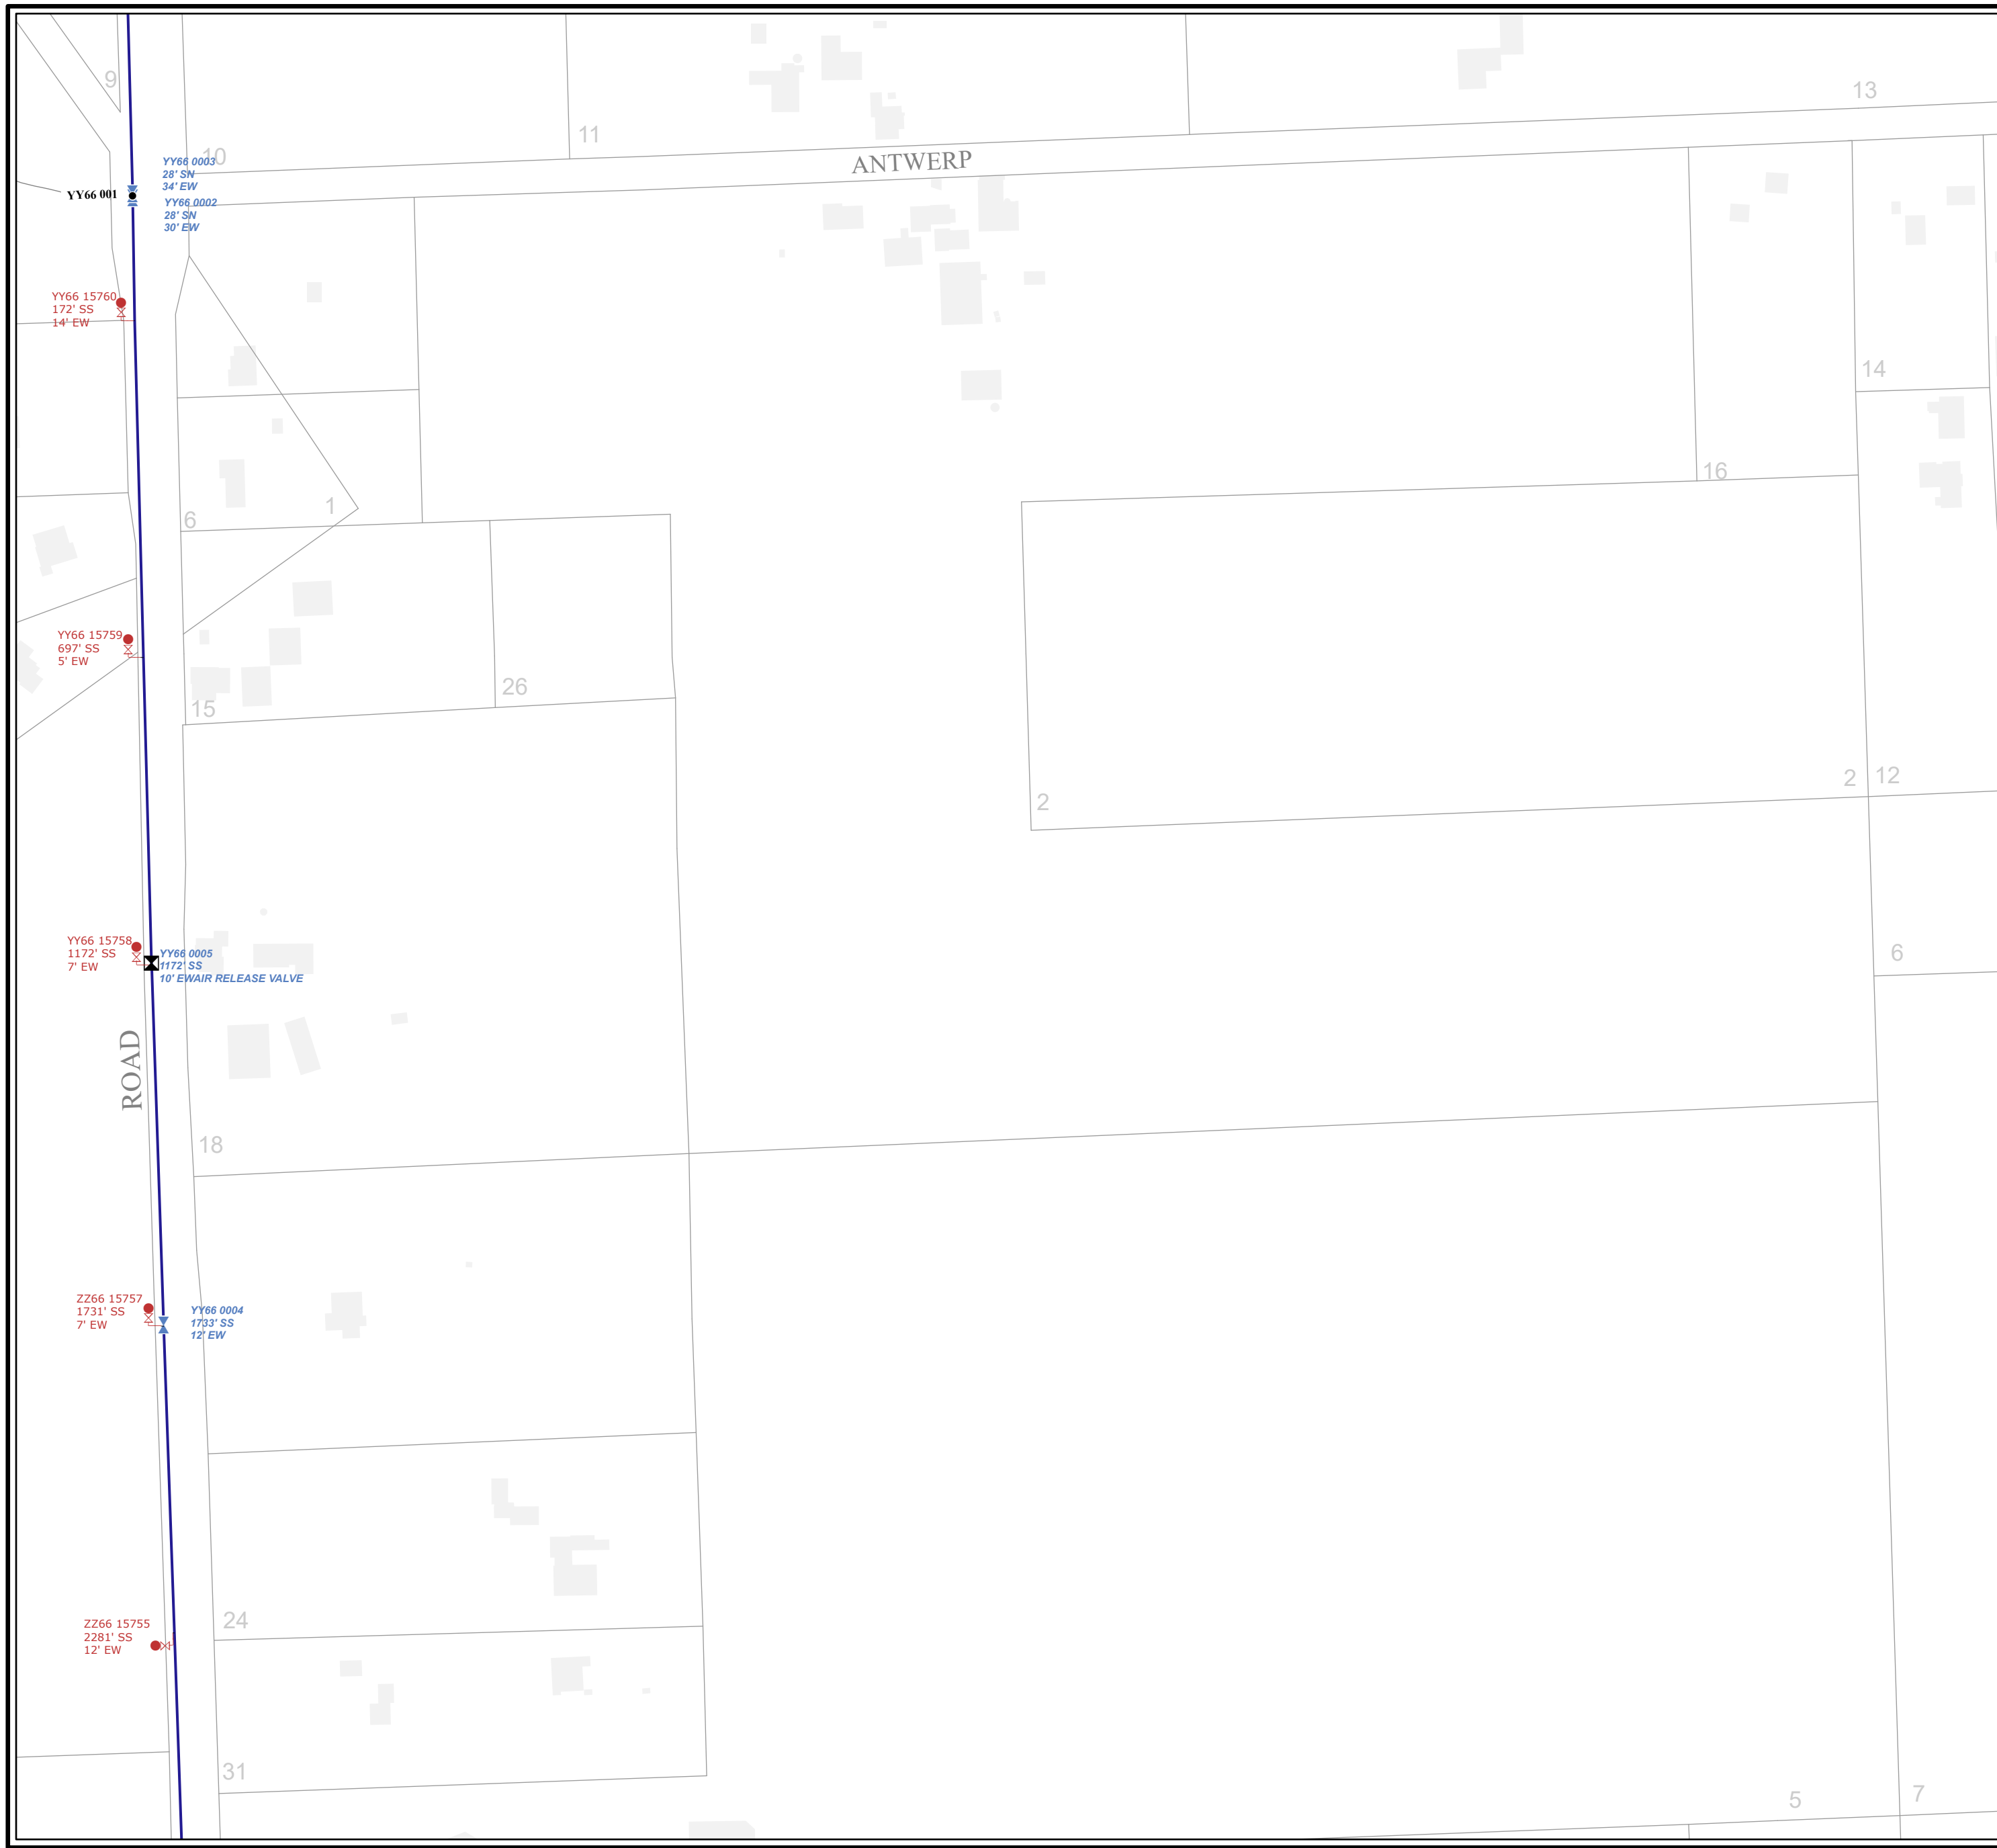 9
13
11
10
ANTWERP
YY66 0003
28' SN
34' EW
YY66 001
YY66 0002
28' SN
30' EW
YY66 15760
172' SS
14' EW
14
16
1
6
YY66 15759
697' SS
5' EW
26
15
2
2
12
YY66 15758
1172' SS
7' EW
YY66 0005
1172' SS
10' EWAIR RELEASE VALVE
6
ROAD
18
ZZ66 15757
1731' SS
7' EW
YY66 0004
1733' SS
12' EW
24
ZZ66 15755
2281' SS
12' EW
31
5
7